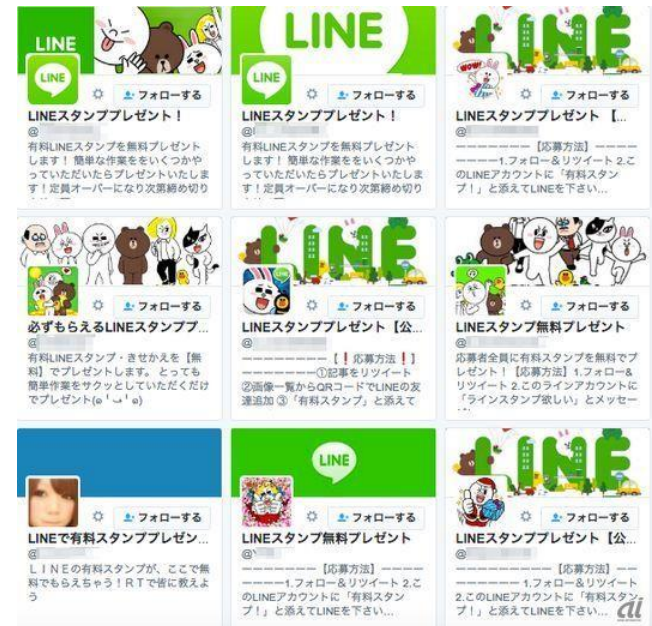 LINE
LINE
フォローする
LINEスタンププレゼント！
@
有料LINEスタンプを無料プレゼント
します！ 簡単な作業ををいくつかや
っていただいたらプレゼントいたしま
す！定員オーバーになり次第締め切り
LINE
LINE
フォローする
LINEスタンププレゼント！
@
有料LINEスタンプを無料プレゼント
します！ 簡単な作業ををいくつかや
っていただいたらプレゼントいたしま
す！定員オーバーになり次第締め切り
LINE
WOW!
フォローする
LINEスタンププレゼント 【...
@
ーーーーーーー【応募方法】ーーー
ーーーー1.フォロー＆リツイート 2.こ
のLINEアカウントに「有料スタン
プ！」と添えてLINEを下さい...
フォローする
必ずもらえるLINEスタンププ...
@
有料LINEスタンプ・きせかえを【無
料】でプレゼントします。 とっても
簡単作業をサクッとしていただくだけ
でプレゼント(๑╹ڡ╹๑)
LINE
LINE
フォローする
LINEスタンププレゼント【公...
@
ーーーーーーーー【❗応募方法❗】
ーーーーーーーー①記事をリツイート
②画像一覧からQRコードでLINEの友
達追加 ③「有料スタンプ」と添えて
フォローする
LINEスタンプ無料プレゼント
@
応募者全員に有料スタンプを無料でプ
レゼント！【応募方法】1.フォロー&
リツイート 2.このラインアカウントに
「ラインスタンプ欲しい」とメッセー
フォローする
LINEで有料スタンププレゼン...
@
ＬＩＮＥの有料スタンプが、ここで無
料でもらえちゃう！ＲＴで皆に教えよ
う
LINE
フォローする
LINEスタンプ無料プレゼント
@
ーーーーーーー【応募方法】ーーー
ーーーー1.フォロー＆リツイート 2.こ
のLINEアカウントに「有料スタン
プ！」と添えてLINEを下さい...
LINE
フォローする
LINEスタンププレゼント【公...
@
ーーーーーーー【応募方法】ーーー
ーーーー 1.フォロー＆リツイート
2.このLINEアカウントに「有料スタン
プ！」と添えてLINEを下さい...
ai